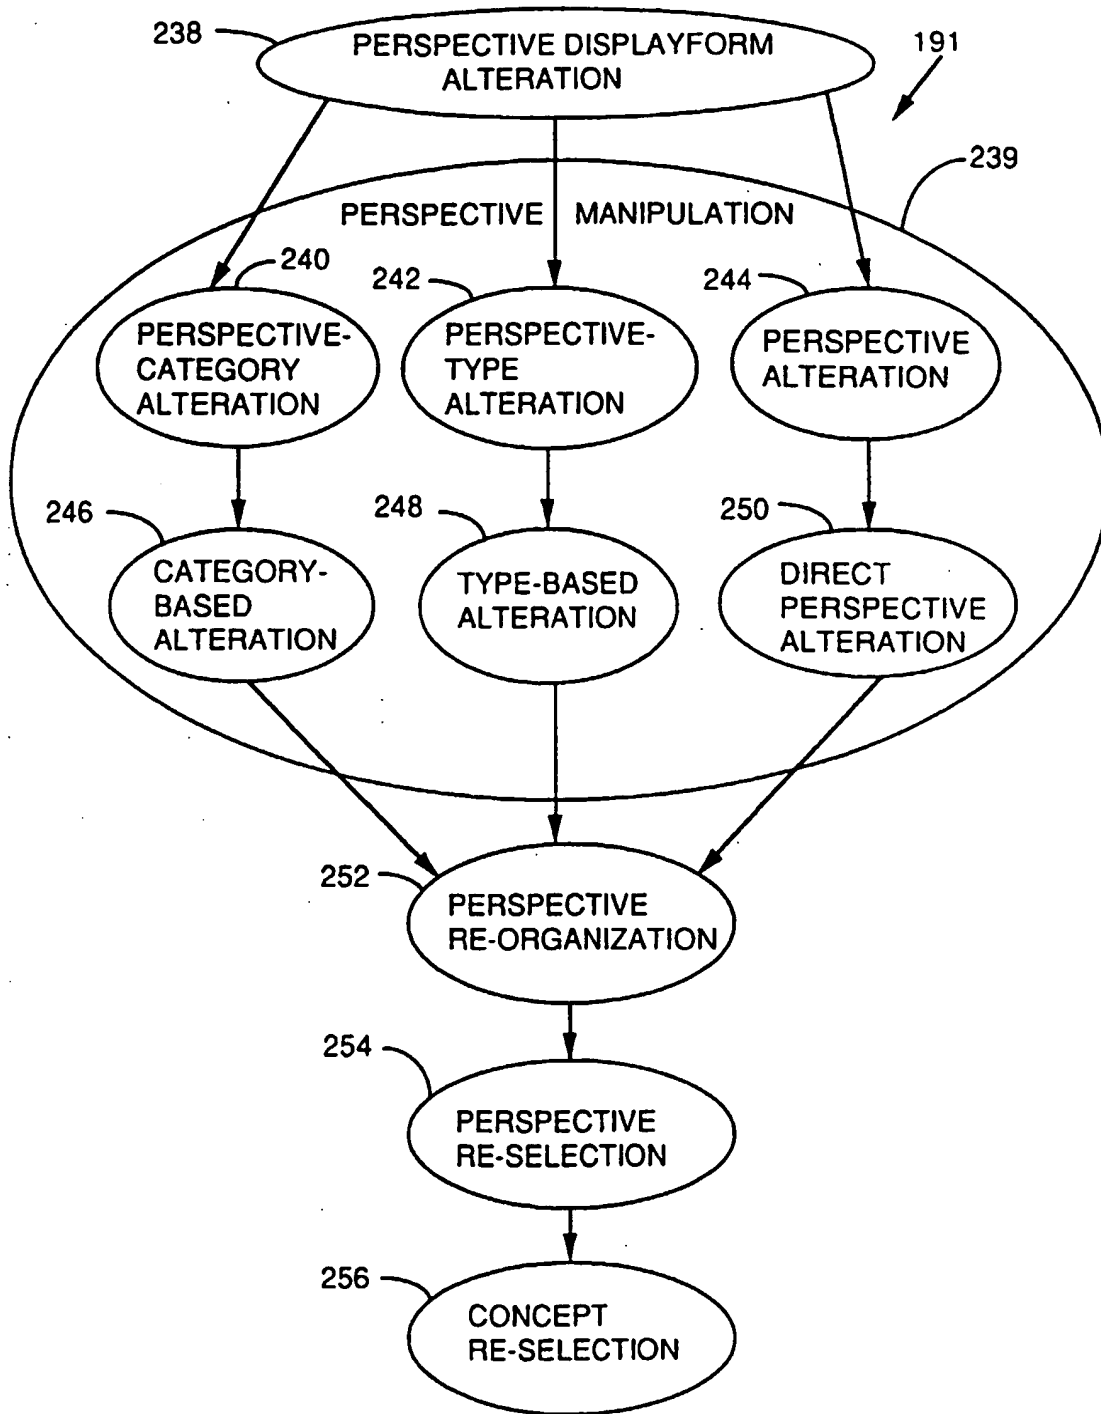 238
PERSPECTIVE DISPLAYFORM
ALTERATION
191
239
PERSPECTIVE MANIPULATION
240
PERSPECTIVE-
CATEGORY
ALTERATION
242
PERSPECTIVE-
TYPE
ALTERATION
244
PERSPECTIVE
ALTERATION
246
CATEGORY-
BASED
ALTERATION
248
TYPE-BASED
ALTERATION
250
DIRECT
PERSPECTIVE
ALTERATION
252
PERSPECTIVE
RE-ORGANIZATION
254
PERSPECTIVE
RE-SELECTION
256
CONCEPT
RE-SELECTION